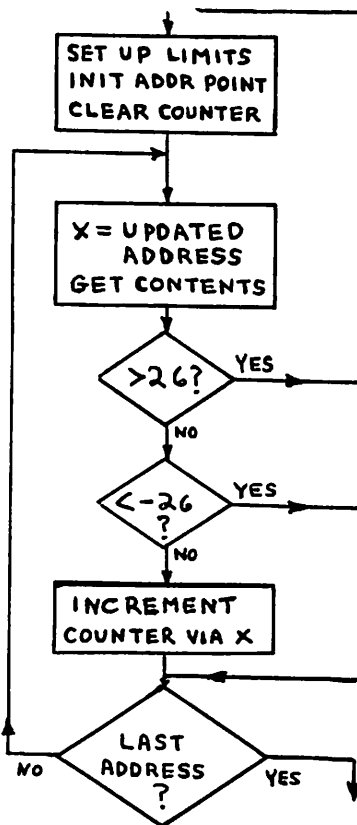 SET UP LIMITS
INIT ADDR POINT
CLEAR COUNTER
X = UPDATED
ADDRESS
GET CONTENTS
>26?
YES
NO
<-26
?
YES
NO
INCREMENT
COUNTER VIA X
LAST
ADDRESS
?
NO
YES